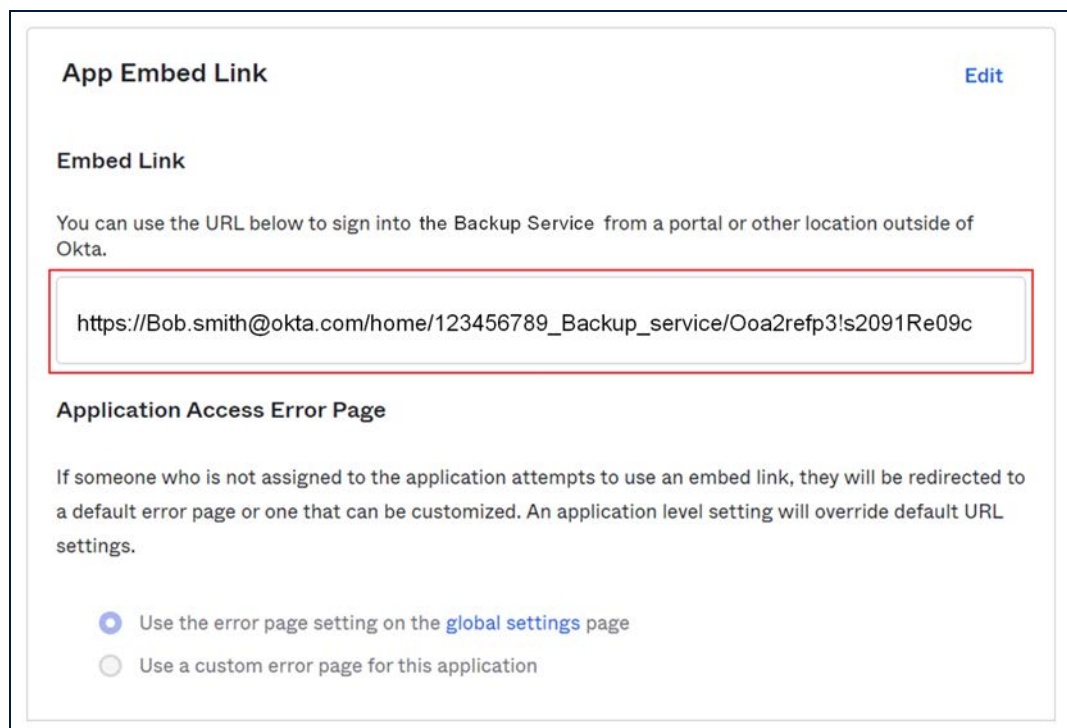 App Embed Link
Edit
Embed Link
You can use the URL below to sign into the Backup Service from a portal or other location outside of
Okta.
https://Bob.smith@okta.com/home/123456789_Backup_service/Ooa2refp3!s2091Re09c
Application Access Error Page
If someone who is not assigned to the application attempts to use an embed link, they will be redirected to
a default error page or one that can be customized. An application level setting will override default URL
settings.
Use the error page setting on the global settings page
Use a custom error page for this application